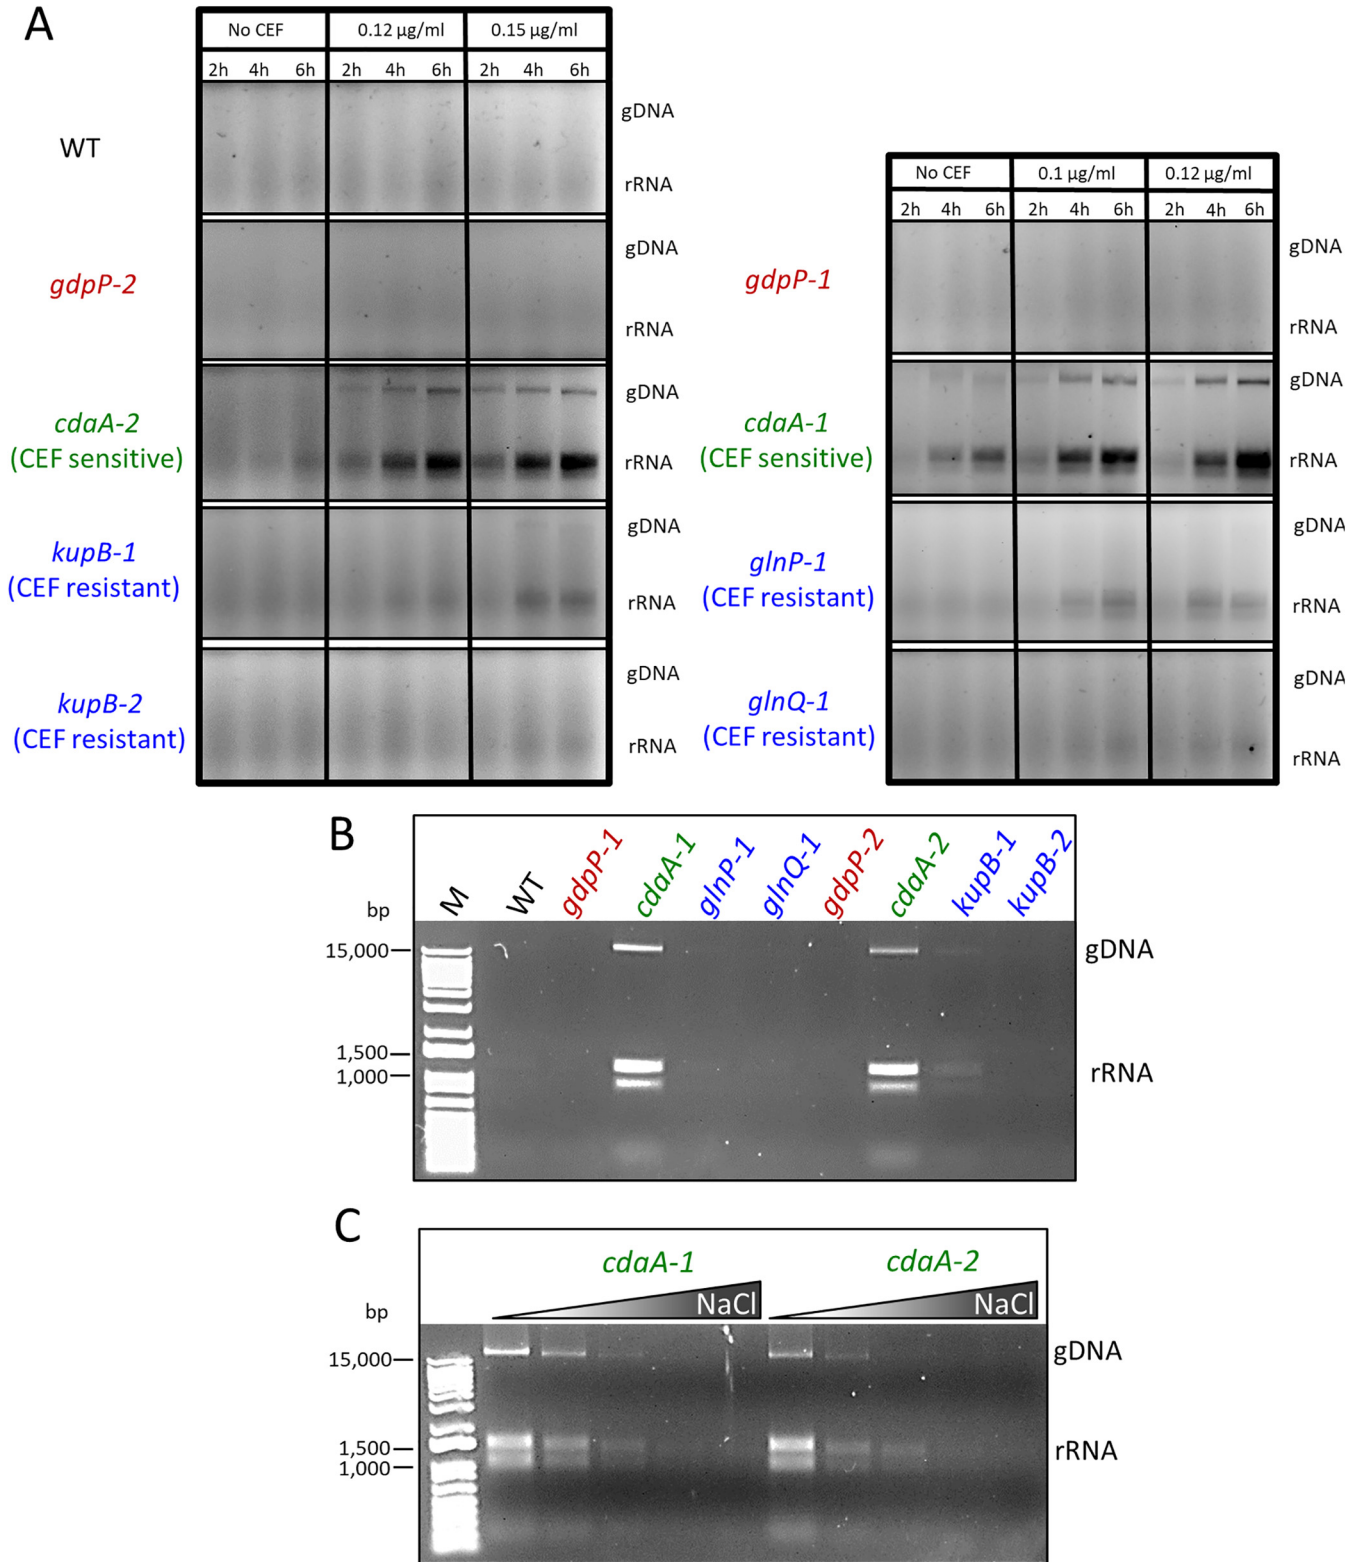 A
No CEF 0.12 µg/ml 0.15 µg/ml
2h 4h 6h 2h 4h 6h 2h 4h 6h
WT
gDNA
rRNA
gdpP-2
gDNA
rRNA
cdaA-2
(CEF sensitive)
gDNA
rRNA
kupB-1
(CEF resistant)
gDNA
rRNA
kupB-2
(CEF resistant)
gDNA
rRNA
No CEF 0.1 µg/ml 0.12 µg/ml
2h 4h 6h 2h 4h 6h 2h 4h 6h
gdpP-1
gDNA
rRNA
cdaA-1
(CEF sensitive)
gDNA
rRNA
glnP-1
(CEF resistant)
gDNA
rRNA
glnQ-1
(CEF resistant)
gDNA
rRNA
B
bp
M WT gdpP-1 cdaA-1 glnP-1 glnQ-1 gdpP-2 cdaA-2 kupB-1 kupB-2
15,000
gDNA
1,500
1,000
rRNA
C
cdaA-1 cdaA-2
NaCl NaCl
bp
15,000
gDNA
1,500
1,000
rRNA